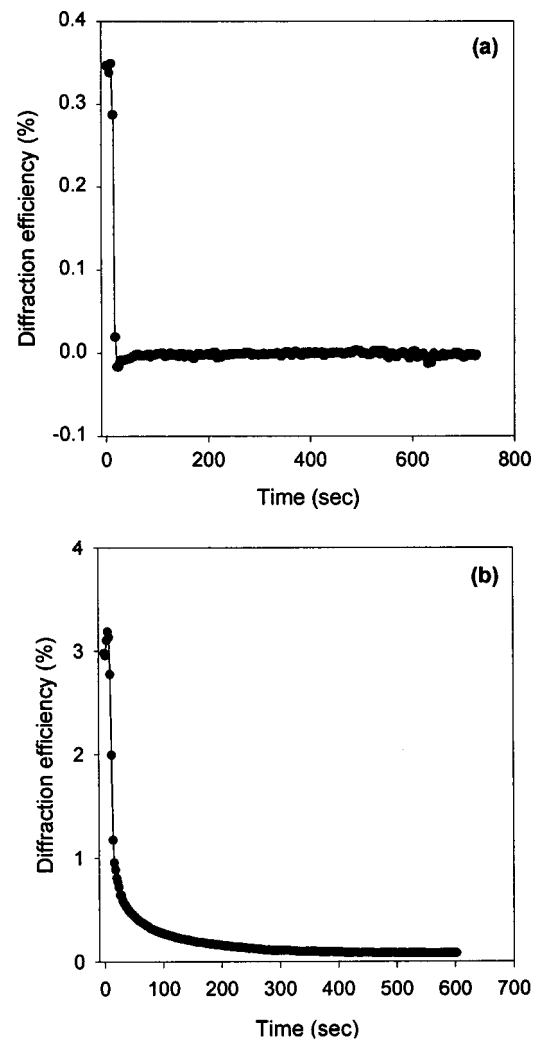 (a)
Diffraction efficiency (%)
0.4
0.3
0.2
0.1
0.0
-0.1
0 200 400 600 800
Time (sec)
(b)
Diffraction efficiency (%)
4
3
2
1
0
0 100 200 300 400 500 600 700
Time (sec)